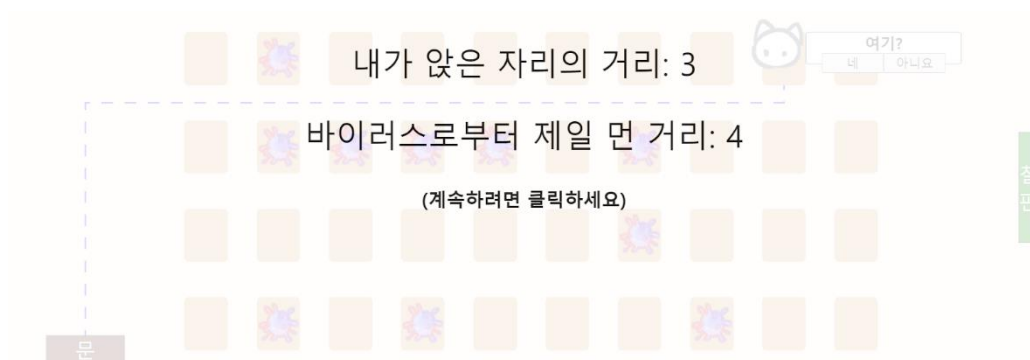 여기?
네 아니요
내가 앉은 자리의 거리: 3
바이러스로부터 제일 먼 거리: 4
(계속하려면 클릭하세요)
칠판
문